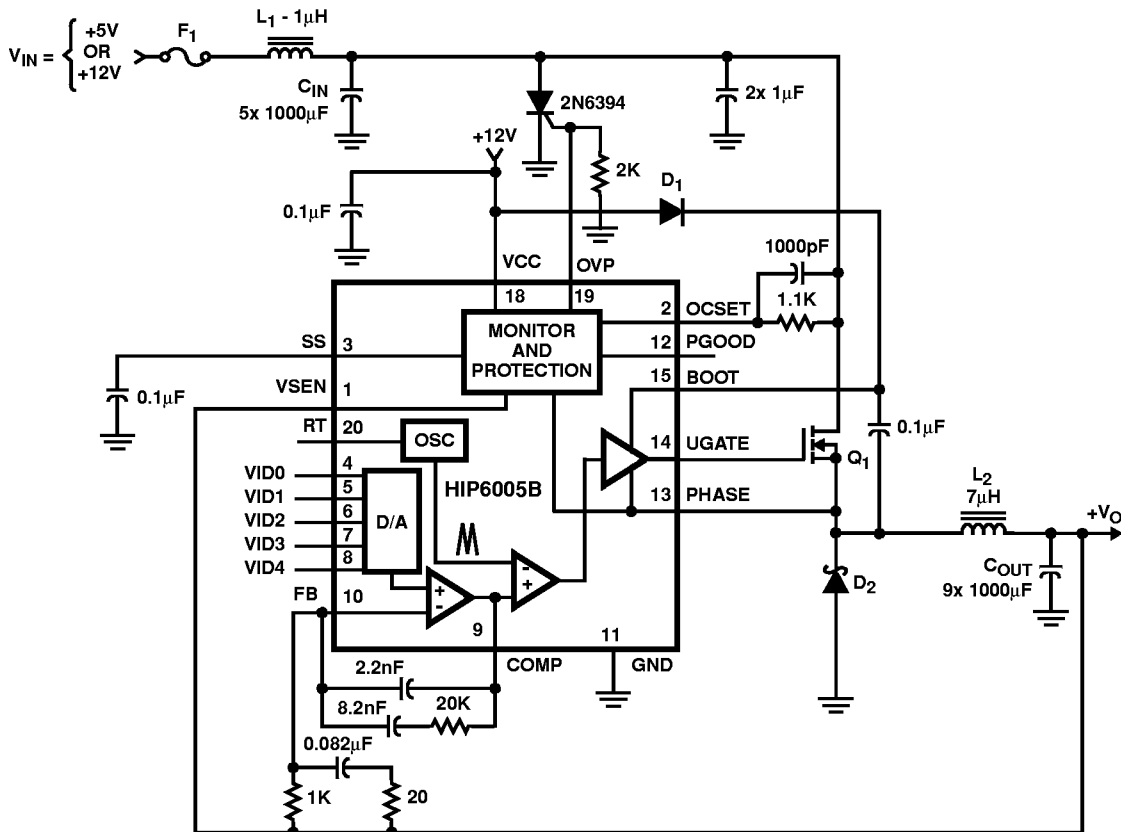 L1 - 1μH
F1
VIN =
+5V
OR
+12V
CIN
5x 1000μF
2N6394
2x 1μF
+12V
2K
D1
0.1μF
1000pF
VCC
OVP
18
19
1.1K
2
OCSET
MONITOR
AND
PROTECTION
SS
3
12
PGOOD
15
BOOT
VSEN
1
0.1μF
RT
20
OSC
14
UGATE
0.1μF
Q1
VID0
4
VID1
5
VID2
6
VID3
7
VID4
8
D/A
HIP6005B
13
PHASE
L2
7μH
+VO
+
-
-
+
D2
COUT
9x 1000μF
FB
10
9
COMP
11
GND
2.2nF
8.2nF
20K
0.082μF
1K
20